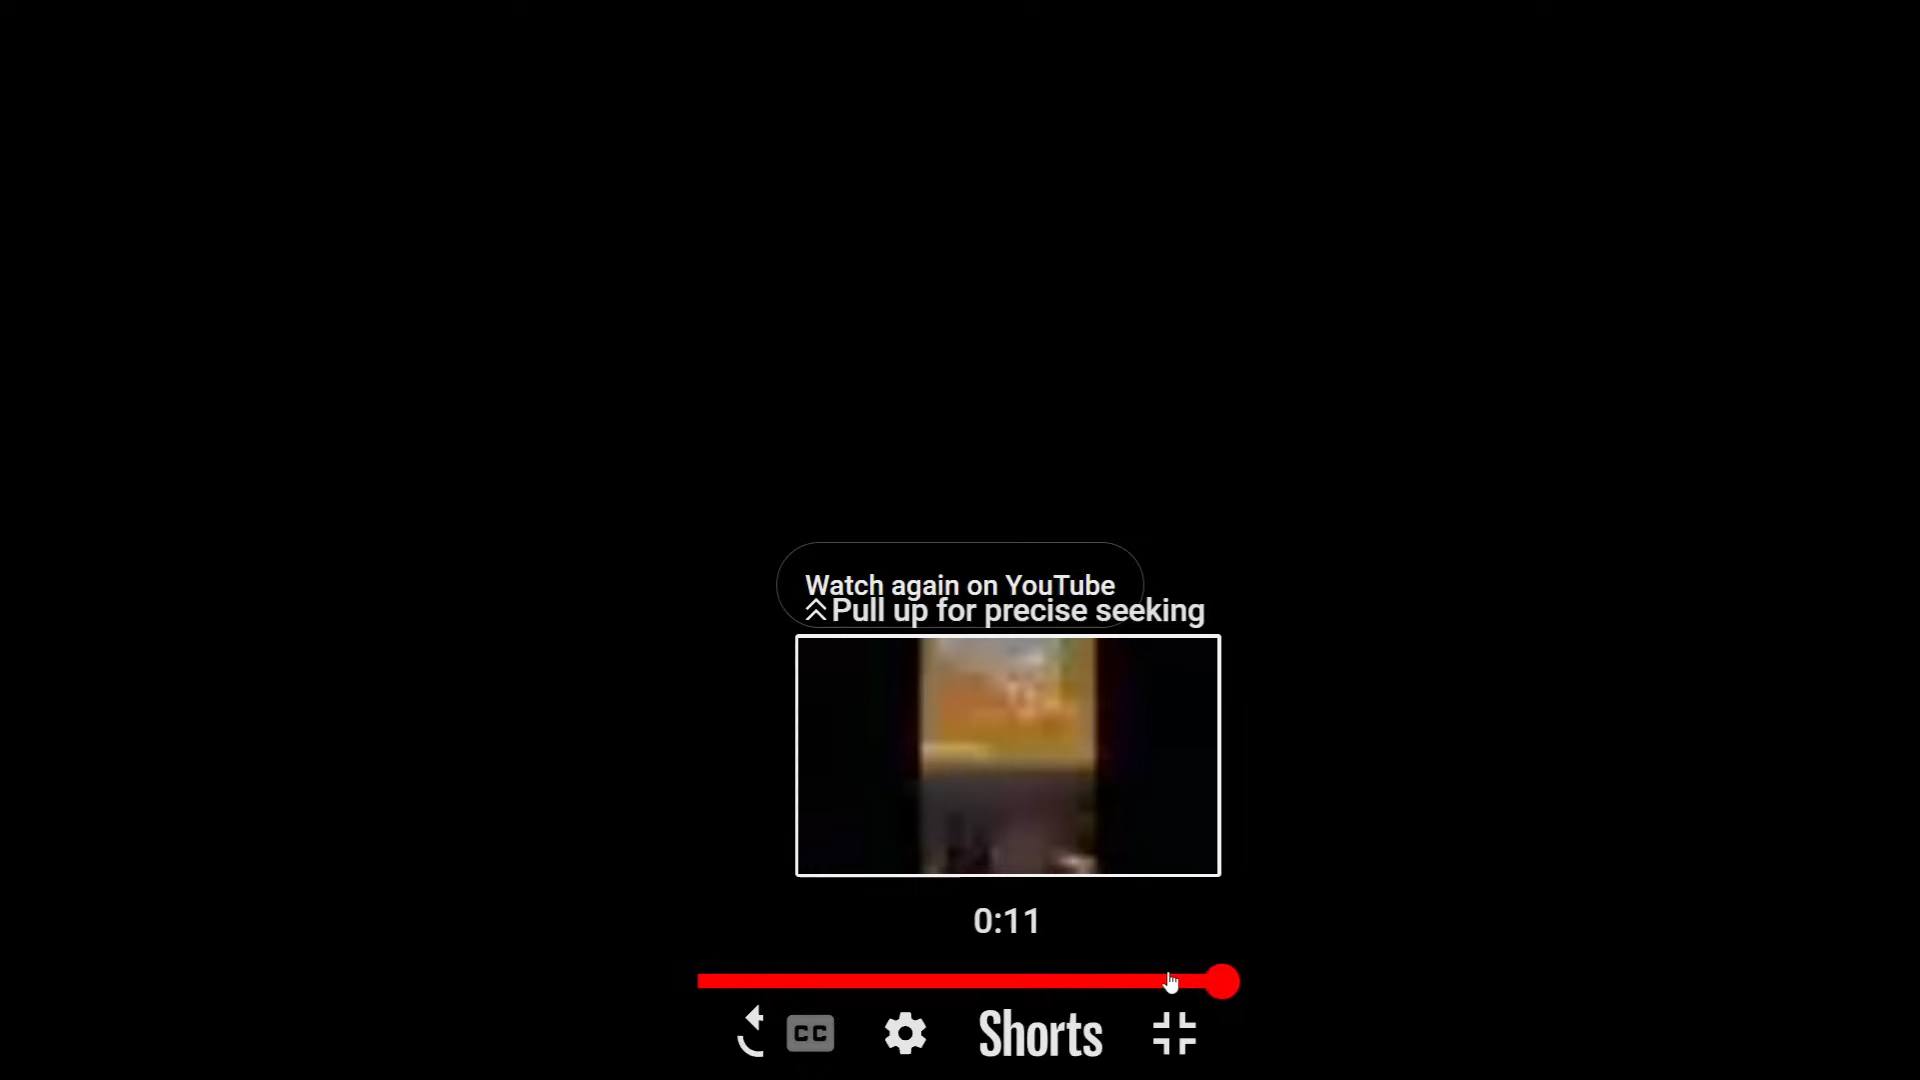 Watch again on YouTube
Pull up for precise seeking
0:11
CC
Shorts